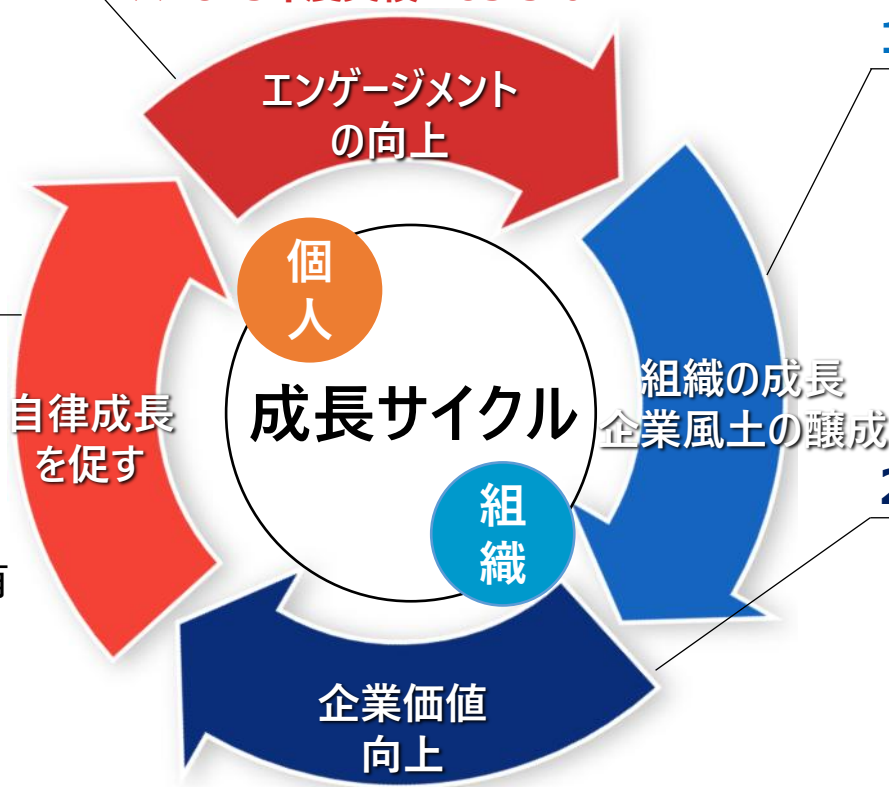 エンゲージメント
の向上
1
個
人
組織の成長
企業風土の醸成
自律成長
を促す
成長サイクル
組
織
企業価値
向上